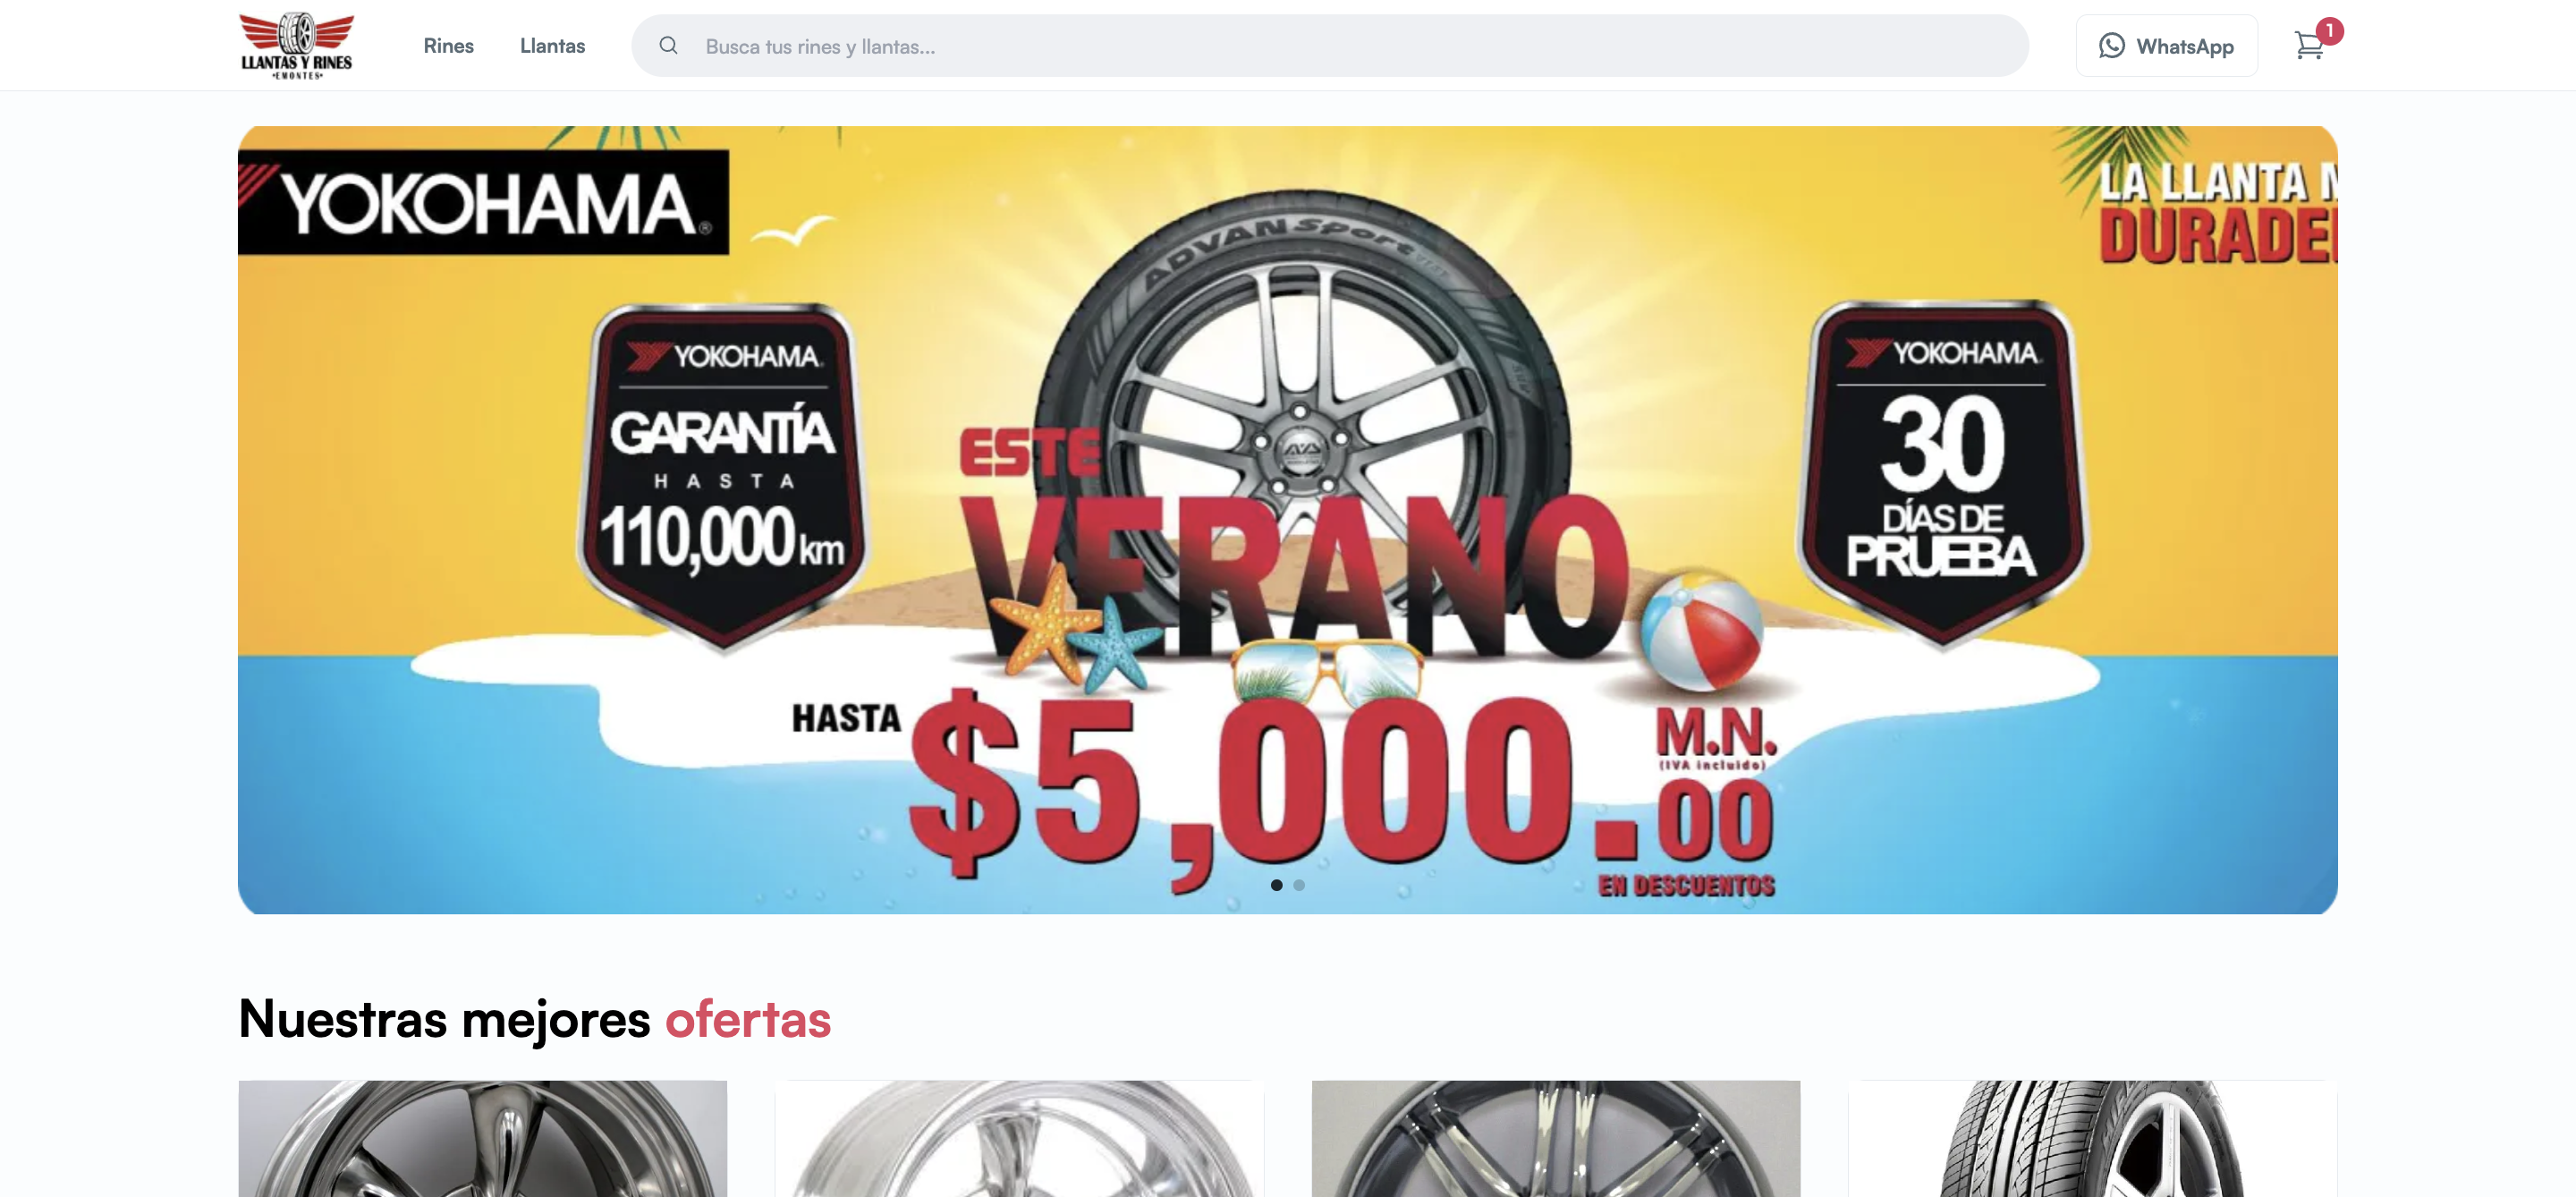 LLANTAS Y RINES
•EMONTES•
Rines
Llantas
Busca tus rines y llantas...
WhatsApp
1
YOKOHAMA®
LA LLANTA
DURADE
ADVAN Sport V107
SUV
YOKOHAMA
GARANTÍA
HASTA
110,000 km
YOKOHAMA
30
DÍAS DE
PRUEBA
ESTE
VERANO
HASTA
$5,000.00
M.N.
(IVA incluido)
EN DESCUENTOS
Nuestras mejores ofertas